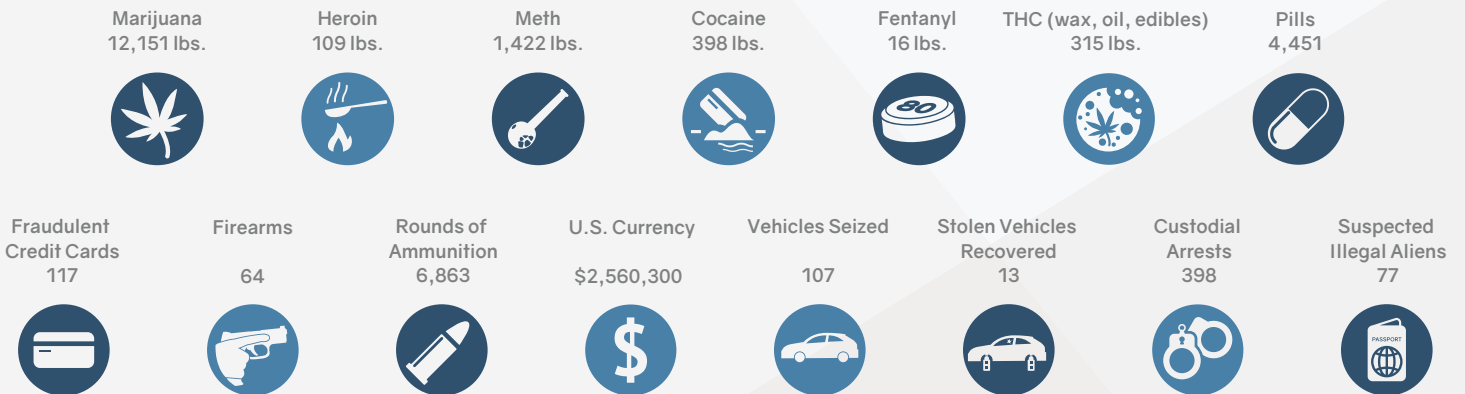 Marijuana
12,151 lbs.
Heroin
109 lbs.
Meth
1,422 lbs.
Cocaine
398 lbs.
Fentanyl
16 lbs.
THC (wax, oil, edibles)
315 lbs.
Pills
4,451
80
Fraudulent
Credit Cards
117
Firearms
64
Rounds of
Ammunition
6,863
U.S. Currency
$2,560,300
Vehicles Seized
107
Stolen Vehicles
Recovered
13
Custodial
Arrests
398
Suspected
Illegal Aliens
77
$
PASSPORT